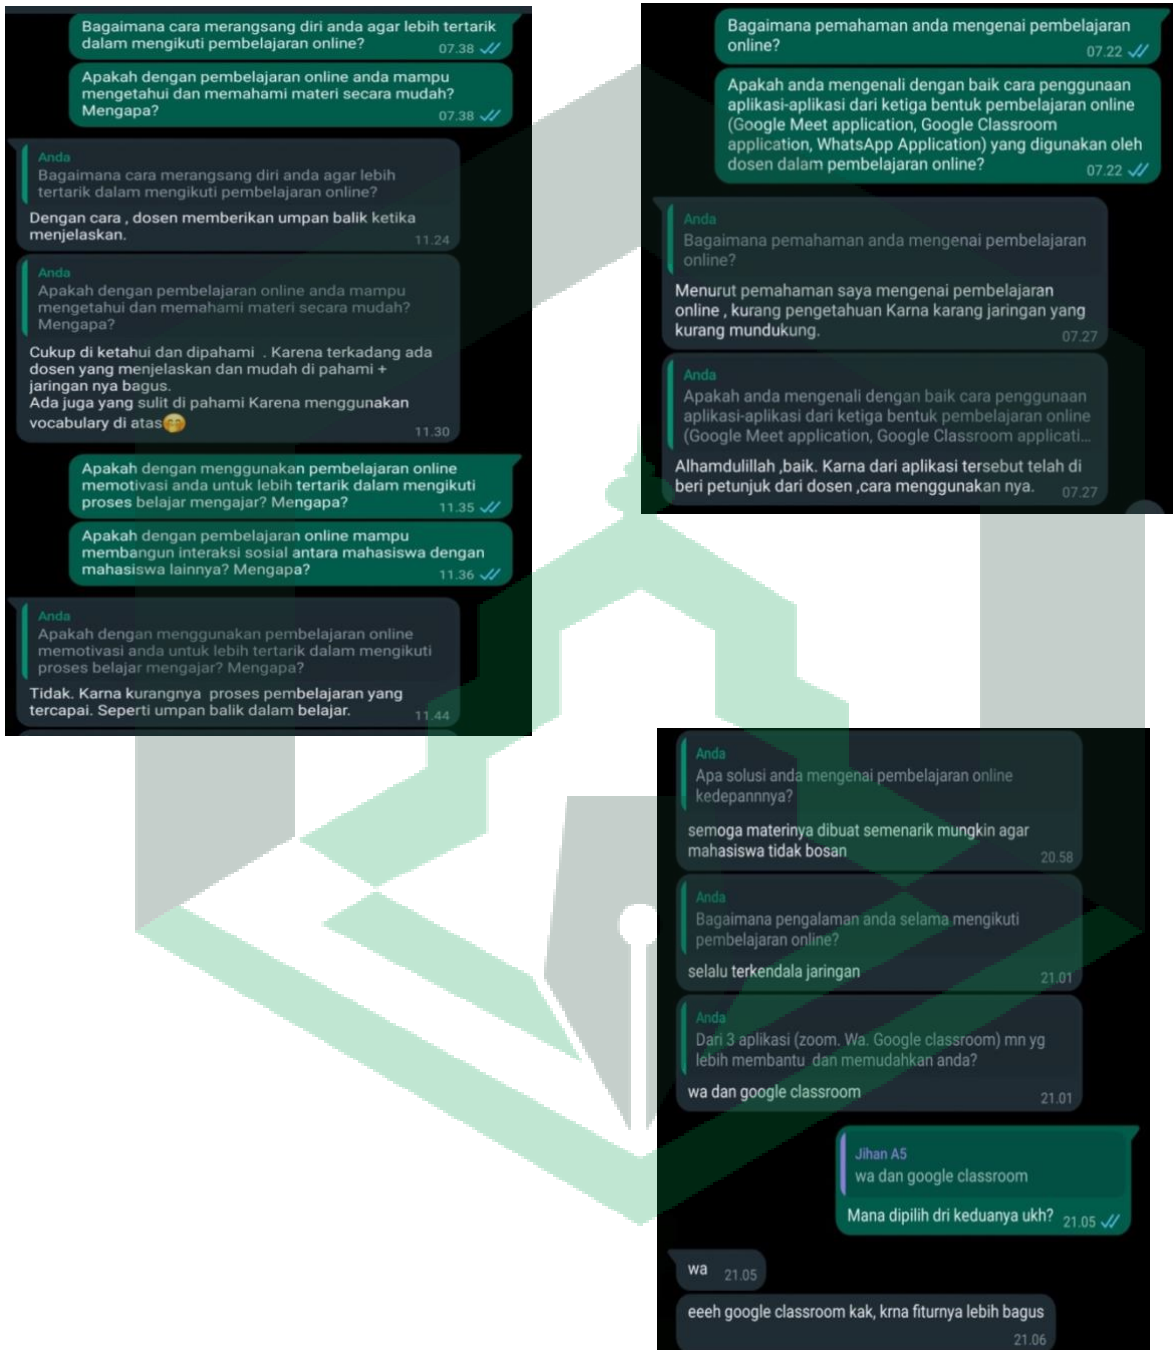 Bagaimana cara merangsang diri anda agar lebih tertarik
dalam mengikuti pembelajaran online?
07.38
Apakah dengan pembelajaran online anda mampu
mengetahui dan memahami materi secara mudah?
Mengapa?
07.38
Anda
Bagaimana cara merangsang diri anda agar lebih
tertarik dalam mengikuti pembelajaran online?
Dengan cara , dosen memberikan umpan balik ketika
menjelaskan.
11.24
Anda
Apakah dengan pembelajaran online anda mampu
mengetahui dan memahami materi secara mudah?
Mengapa?
Cukup di ketahui dan dipahami . Karena terkadang ada
dosen yang menjelaskan dan mudah di pahami +
jaringan nya bagus.
Ada juga yang sulit di pahami Karena menggunakan
vocabulary di atas🤭
11.30
Apakah dengan menggunakan pembelajaran online
memotivasi anda untuk lebih tertarik dalam mengikuti
proses belajar mengajar? Mengapa?
11.35
Apakah dengan pembelajaran online mampu
membangun interaksi sosial antara mahasiswa dengan
mahasiswa lainnya? Mengapa?
11.36
Anda
Apakah dengan menggunakan pembelajaran online
memotivasi anda untuk lebih tertarik dalam mengikuti
proses belajar mengajar? Mengapa?
Tidak. Karna kurangnya proses pembelajaran yang
tercapai. Seperti umpan balik dalam belajar.
11.44
Bagaimana pemahaman anda mengenai pembelajaran
online?
07.22
Apakah anda mengenali dengan baik cara penggunaan
aplikasi-aplikasi dari ketiga bentuk pembelajaran online
(Google Meet application, Google Classroom
application, WhatsApp Application) yang digunakan oleh
dosen dalam pembelajaran online?
07.22
Anda
Bagaimana pemahaman anda mengenai pembelajaran
online?
Menurut pemahaman saya mengenai pembelajaran
online , kurang pengetahuan Karna karang jaringan yang
kurang mundukung.
07.27
Anda
Apakah anda mengenali dengan baik cara penggunaan
aplikasi-aplikasi dari ketiga bentuk pembelajaran online
(Google Meet application, Google Classroom applicati...
Alhamdulillah ,baik. Karna dari aplikasi tersebut telah di
beri petunjuk dari dosen ,cara menggunakan nya.
07.27
Anda
Apa solusi anda mengenai pembelajaran online
kedepannnya?
semoga materinya dibuat semenarik mungkin agar
mahasiswa tidak bosan
20.58
Anda
Bagaimana pengalaman anda selama mengikuti
pembelajaran online?
selalu terkendala jaringan
21.01
Anda
Dari 3 aplikasi (zoom. Wa. Google classroom) mn yg
lebih membantu dan memudahkan anda?
wa dan google classroom
21.01
Jihan A5
wa dan google classroom
Mana dipilih dri keduanya ukh? 21.05
wa 21.05
eeeh google classroom kak, krna fiturnya lebih bagus
21.06